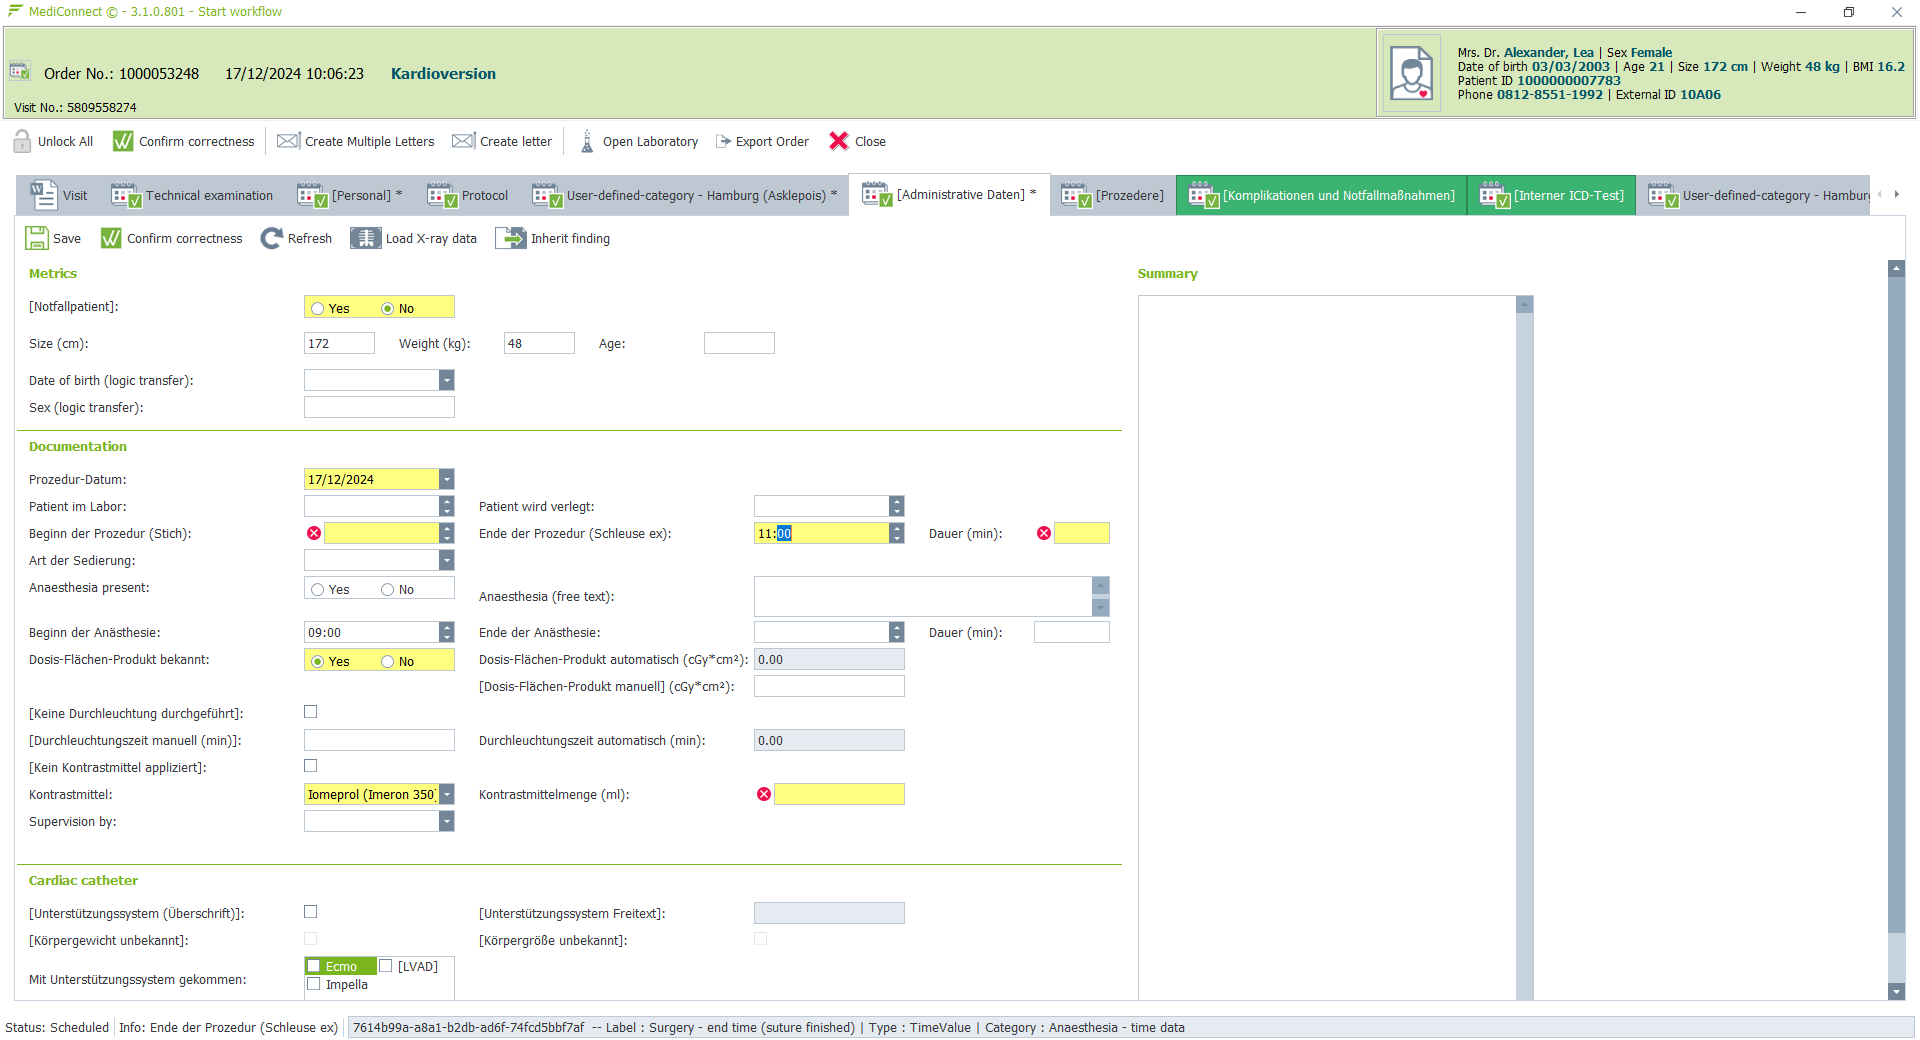 MediConnect © - 3.1.0.801 - Start workflow
Order No.: 1000053248 17/12/2024 10:06:23 Kardioversion
Visit No.: 5809558274
Mrs. Dr. Alexander, Lea | Sex Female
Date of birth 03/03/2003 | Age 21 | Size 172 cm | Weight 48 kg | BMI 16.2
Patient ID 1000000007783
Phone 0812-8551-1992 | External ID 10A06
Unlock All Confirm correctness Create Multiple Letters Create letter Open Laboratory Export Order Close
Visit Technical examination [Personal] * Protocol User-defined-category - Hamburg (Asklepois) * [Administrative Daten] * [Prozedere] [Komplikationen und Notfallmaßnahmen] [Interner ICD-Test] User-defined-category - Hamburg
Save Confirm correctness Refresh Load X-ray data Inherit finding
Metrics
[Notfallpatient]: Yes No
Size (cm): 172 Weight (kg): 48 Age:
Date of birth (logic transfer):
Sex (logic transfer):
Documentation
Prozedur-Datum: 17/12/2024
Patient im Labor: Patient wird verlegt:
Beginn der Prozedur (Stich): Ende der Prozedur (Schleuse ex): 11:00 Dauer (min):
Art der Sedierung:
Anaesthesia present: Yes No Anaesthesia (free text):
Beginn der Anästhesie: 09:00 Ende der Anästhesie: Dauer (min):
Dosis-Flächen-Produkt bekannt: Yes No Dosis-Flächen-Produkt automatisch (cGy*cm²): 0.00
[Dosis-Flächen-Produkt manuell] (cGy*cm²):
[Keine Durchleuchtung durchgeführt]:
[Durchleuchtungszeit manuell (min)]: Durchleuchtungszeit automatisch (min): 0.00
[Kein Kontrastmittel appliziert]:
Kontrastmittel: Iomeprol (Imeron 350) Kontrastmittelmenge (ml):
Supervision by:
Cardiac catheter
[Unterstützungssystem (Überschrift)]: [Unterstützungssystem Freitext]:
[Körpergewicht unbekannt]: [Körpergröße unbekannt]:
Mit Unterstützungssystem gekommen: Ecmo [LVAD]
Impella
Summary
Status: Scheduled Info: Ende der Prozedur (Schleuse ex) 7614b99a-a8a1-b2db-ad6f-74fcd5bbf7af -- Label : Surgery - end time (suture finished) | Type : TimeValue | Category : Anaesthesia - time data